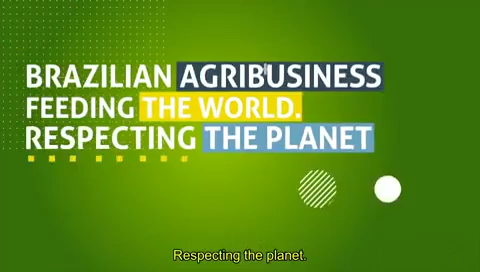 BRAZILIAN AGRIBUSINESS
FEEDING THE WORLD.
RESPECTING THE PLANET
Respecting the planet.